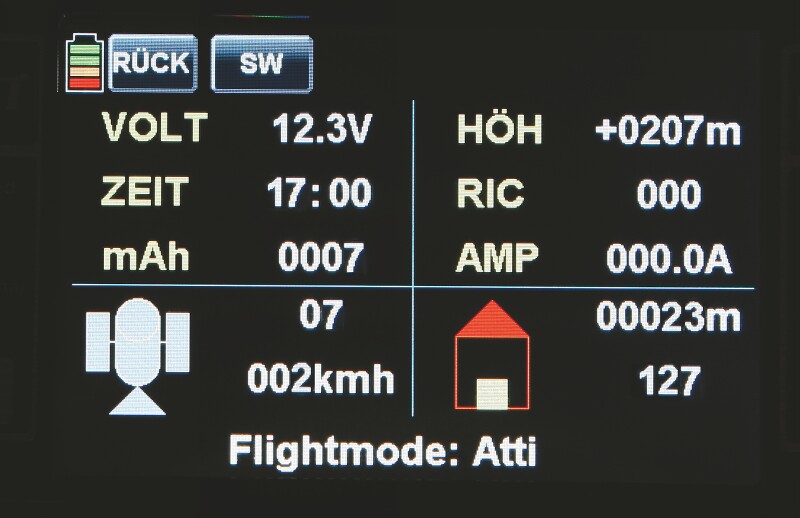 RÜCK SW
VOLT 12.3V HÖH +0207m
ZEIT 17:00 RIC 000
mAh 0007 AMP 000.0A
07 00023m
002kmh 127
Flightmode: Atti